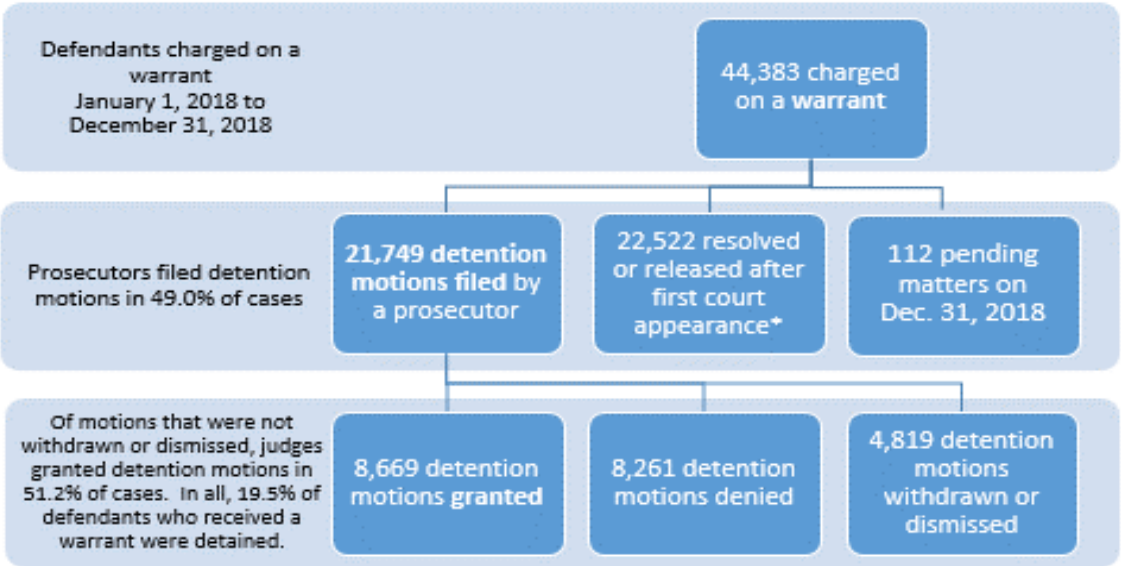 Defendants charged on a
warrant
January 1, 2018 to
December 31, 2018
44,383 charged
on a warrant
Prosecutors filed detention
motions in 49.0% of cases
21,749 detention
motions filed by
a prosecutor
22,522 resolved
or released after
first court
appearance*
112 pending
matters on
Dec. 31, 2018
Of motions that were not
withdrawn or dismissed, judges
granted detention motions in
51.2% of cases. In all, 19.5% of
defendants who received a
warrant were detained.
8,669 detention
motions granted
8,261 detention
motions denied
4,819 detention
motions
withdrawn or
dismissed